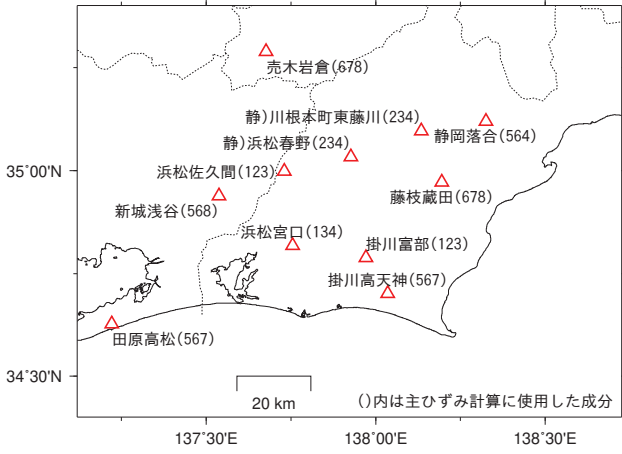 売木岩倉(678)
静)川根本町東藤川(234)
静岡落合(564)
静)浜松春野(234)
35˚00'N
浜松佐久間(123)
藤枝蔵田(678)
新城浅谷(568)
浜松宮口(134)
掛川富部(123)
掛川高天神(567)
田原高松(567)
34˚30'N
20 km
()内は主ひずみ計算に使用した成分
137˚30'E
138˚00'E
138˚30'E